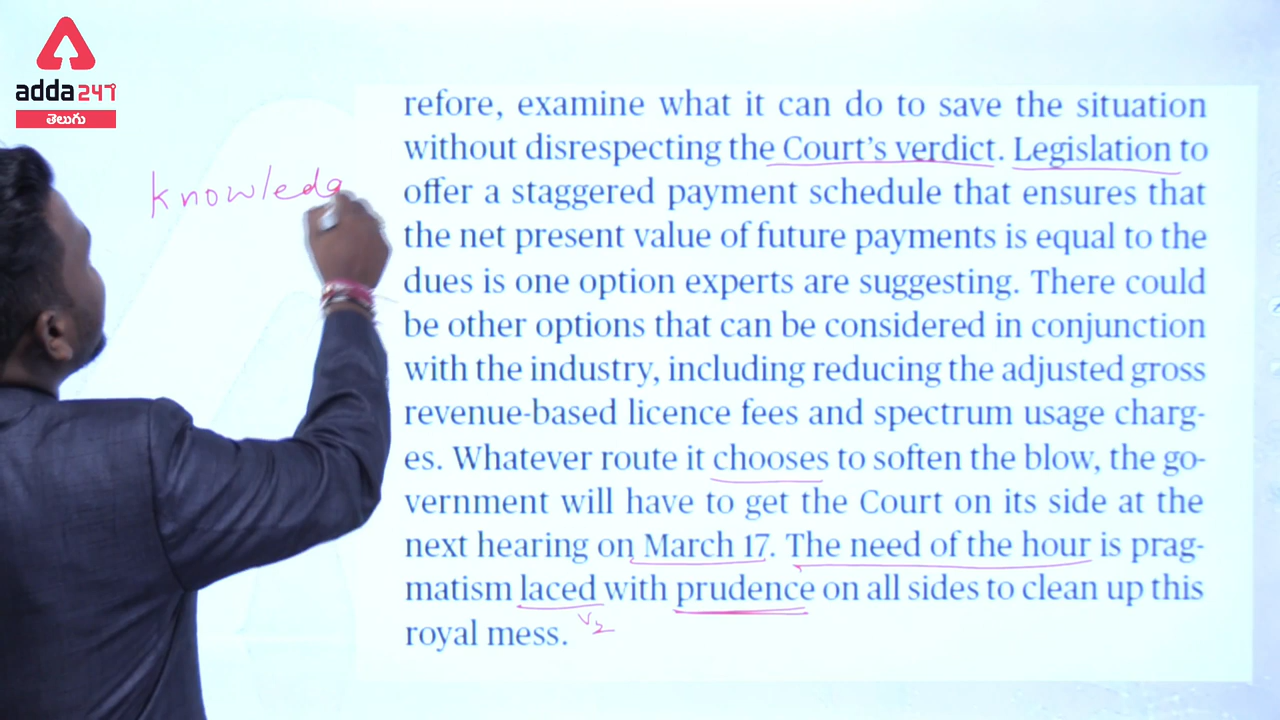 adda247
తెలుగు
knowledg
refore, examine what it can do to save the situation
without disrespecting the Court’s verdict. Legislation to
offer a staggered payment schedule that ensures that
the net present value of future payments is equal to the
dues is one option experts are suggesting. There could
be other options that can be considered in conjunction
with the industry, including reducing the adjusted gross
revenue-based licence fees and spectrum usage charg-
es. Whatever route it chooses to soften the blow, the go-
vernment will have to get the Court on its side at the
next hearing on March 17. The need of the hour is prag-
matism laced with prudence on all sides to clean up this
V2
royal mess.